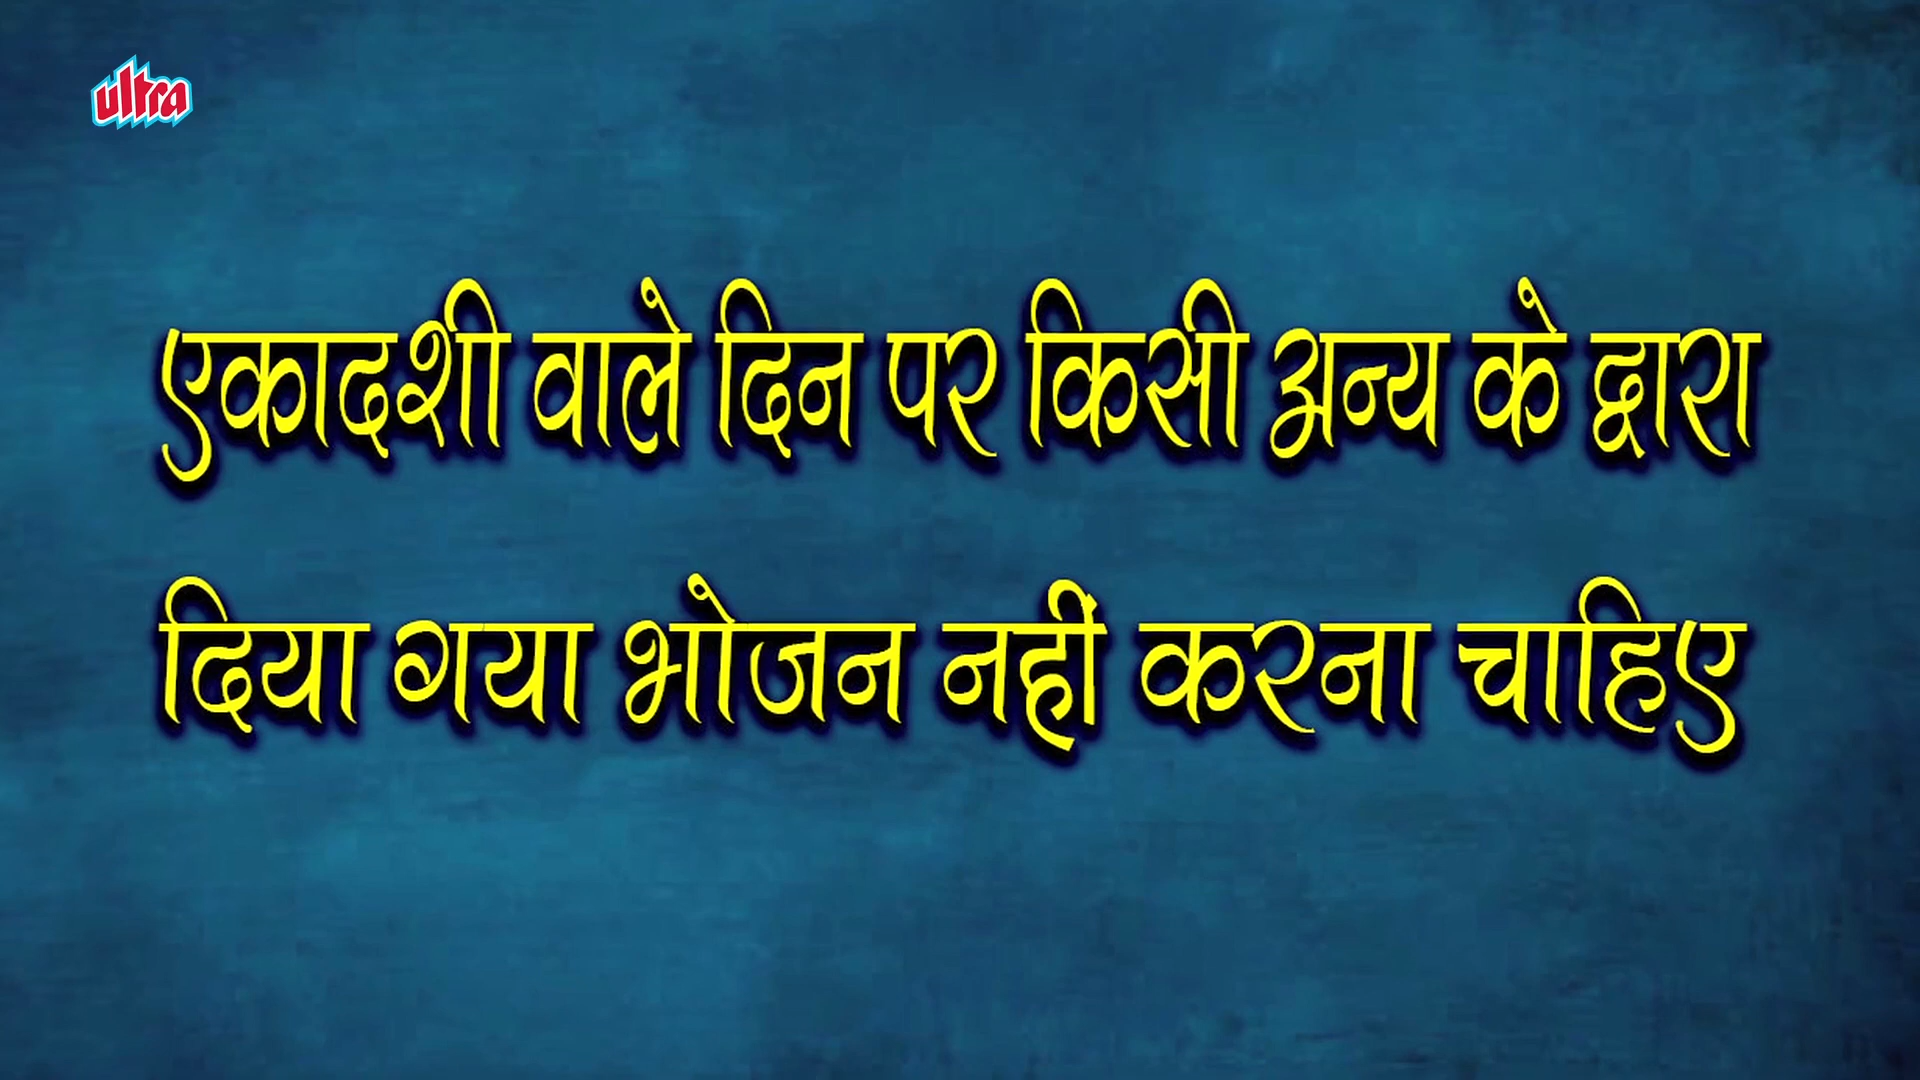 ultra
एकादशी वाले दिन पर किसी अन्य के द्वारा
दिया गया भोजन नहीं करना चाहिए